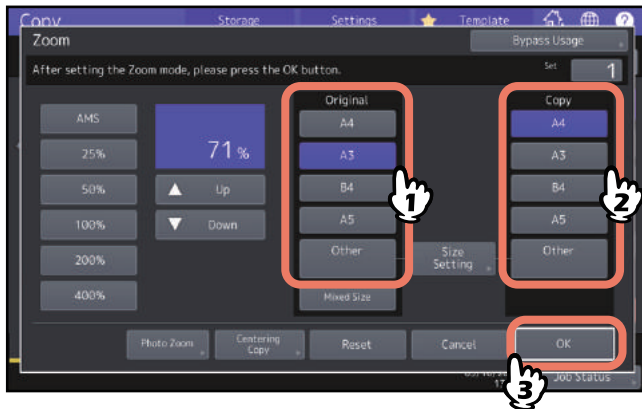 Copy Storage Settings Template
Zoom Bypass Usage
After setting the Zoom mode, please press the OK button. Set 1
Original Copy
AMS A4 A4
25% 71% A3 A3
50% Up B4 B4
1 2
100% Down A5 A5
200% Other Size Setting Other
400% Mixed Size
Photo Zoom Centering Copy Reset Cancel OK
3
Job Status